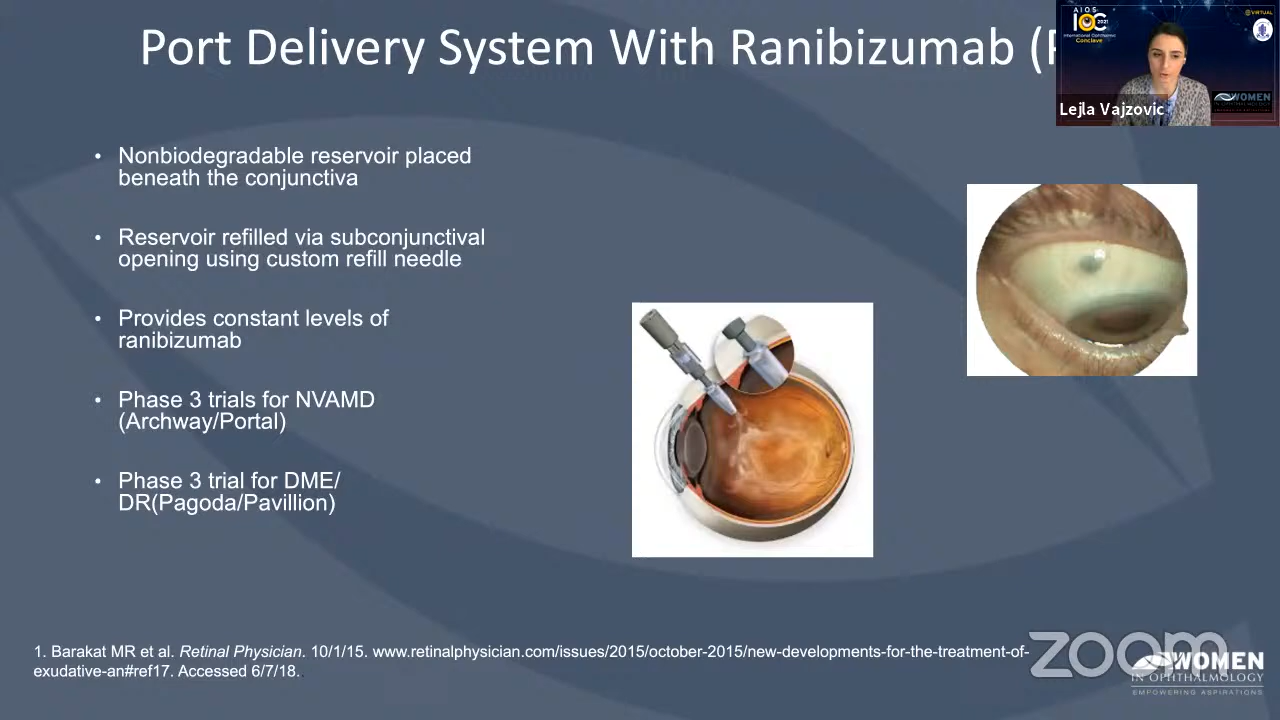 Port Delivery System With Ranibizumab (
AIOS
IOC
2021
International Ophthalmic
Conclave
VIRTUAL
WOMEN
Lejla Vajzovic
• Nonbiodegradable reservoir placed
beneath the conjunctiva
• Reservoir refilled via subconjunctival
opening using custom refill needle
• Provides constant levels of
ranibizumab
• Phase 3 trials for NVAMD
(Archway/Portal)
• Phase 3 trial for DME/
DR(Pagoda/Pavillion)
1. Barakat MR et al. Retinal Physician. 10/1/15. www.retinalphysician.com/issues/2015/october-2015/new-developments-for-the-treatment-of-
exudative-an#ref17. Accessed 6/7/18.
zoom
WOMEN
IN OPHTHALMOLOGY
EMPOWERING ASPIRATIONS